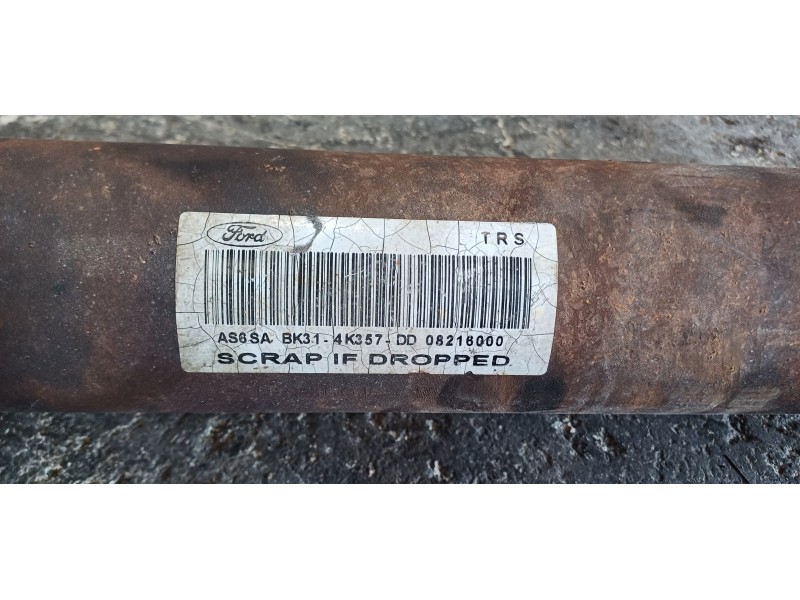 Ford TRS
AS6SA BK31-4K357-DD 08216000
SCRAP IF DROPPED